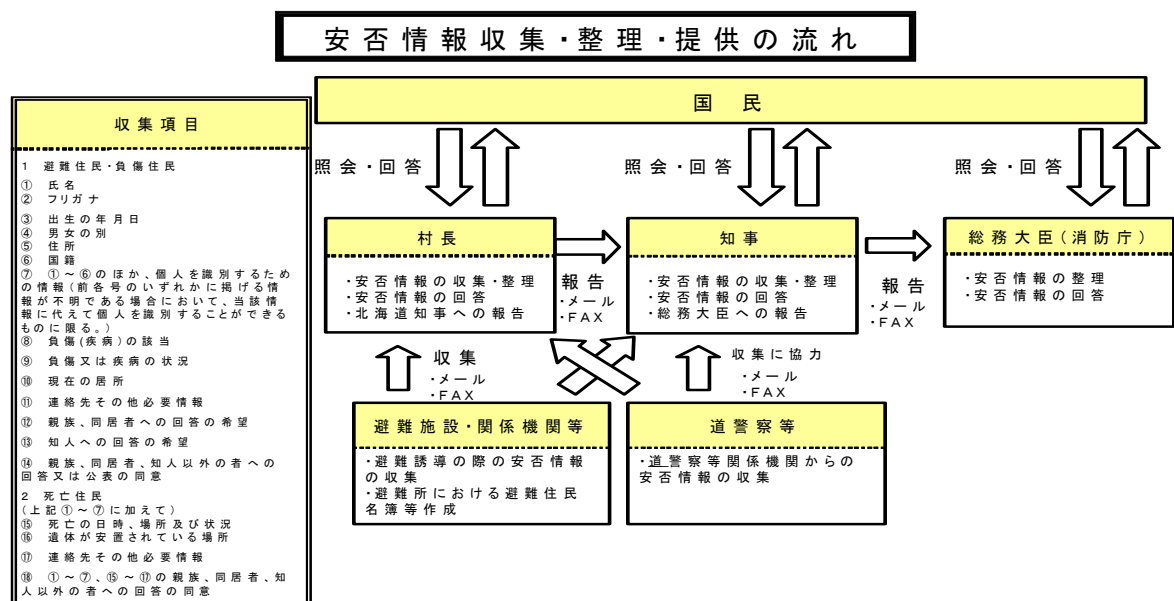 安否情報収集・整理・提供の流れ
国民
収集項目
1 避難住民・負傷住民
① 氏名
② フリガナ
③ 出生の年月日
④ 男女の別
⑤ 住所
⑥ 国籍
⑦ ①～⑥のほか、個人を識別するため
の情報(前各号のいずれかに掲げる情
報が不明である場合において、当該情
報に代えて個人を識別することができる
ものに限る。)
⑧ 負傷(疾病)の該当
⑨ 負傷又は疾病の状況
⑩ 現在の居所
⑪ 連絡先その他必要情報
⑫ 親族、同居者への回答の希望
⑬ 知人への回答の希望
⑭ 親族、同居者、知人以外の者への
回答又は公表の同意
2 死亡住民
(上記①～⑦に加えて)
⑮ 死亡の日時、場所及び状況
⑯ 遺体が安置されている場所
⑰ 連絡先その他必要情報
⑱ ①～⑦、⑮～⑰の親族、同居者、知
人以外の者への回答の同意
照会・回答
照会・回答
照会・回答
村長
・安否情報の収集・整理
・安否情報の回答
・北海道知事への報告
報告
・メール
・FAX
知事
・安否情報の収集・整理
・安否情報の回答
・総務大臣への報告
報告
・メール
・FAX
総務大臣(消防庁)
・安否情報の整理
・安否情報の回答
収集
・メール
・FAX
収集に協力
・メール
・FAX
避難施設・関係機関等
・避難誘導の際の安否情報
の収集
・避難所における避難住民
名簿等作成
道警察等
・道警察等関係機関からの
安否情報の収集